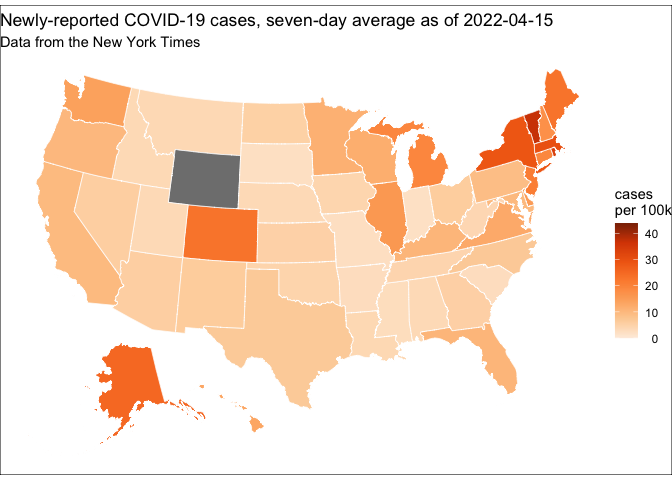 Newly-reported COVID-19 cases, seven-day average as of 2022-04-15
Data from the New York Times
cases
per 100k
40
30
20
10
0